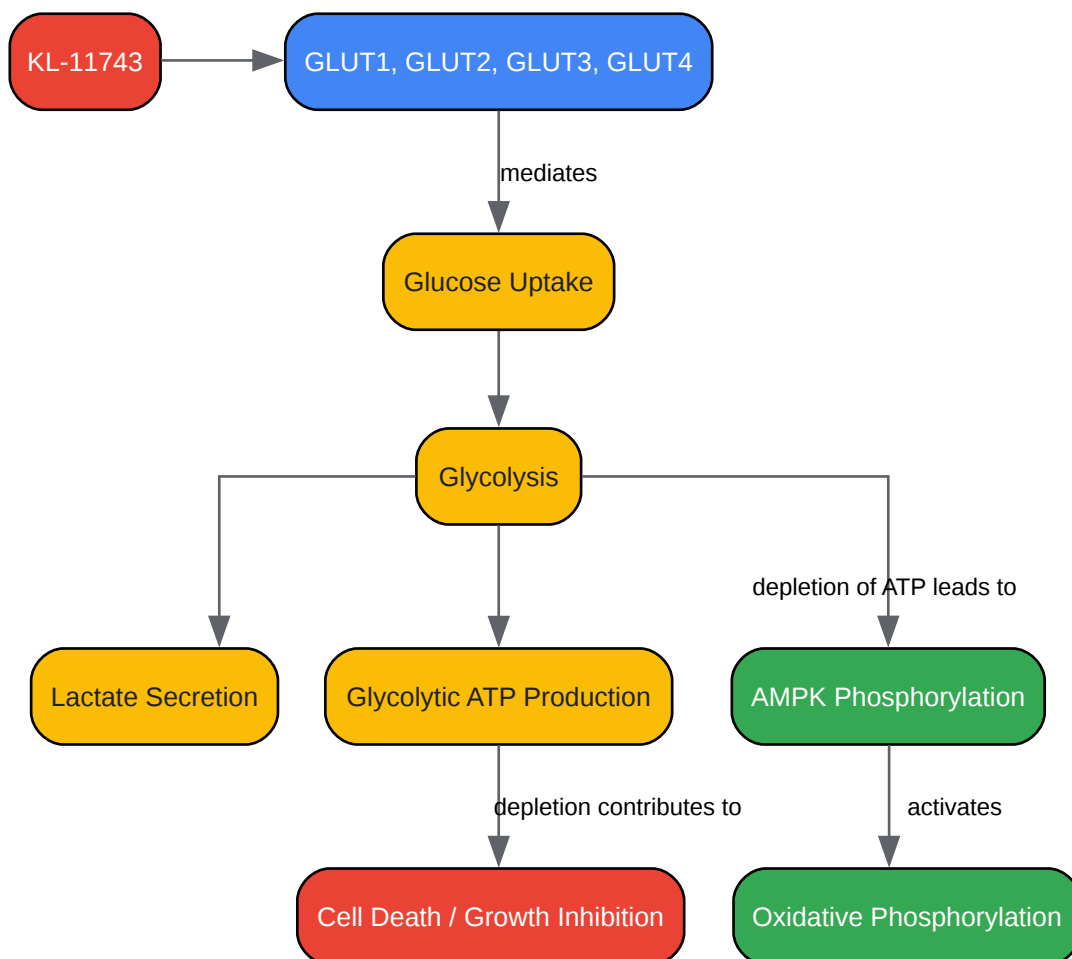 KL-11743
GLUT1, GLUT2, GLUT3, GLUT4
mediates
Glucose Uptake
Glycolysis
depletion of ATP leads to
Lactate Secretion
Glycolytic ATP Production
AMPK Phosphorylation
depletion contributes to
activates
Cell Death / Growth Inhibition
Oxidative Phosphorylation